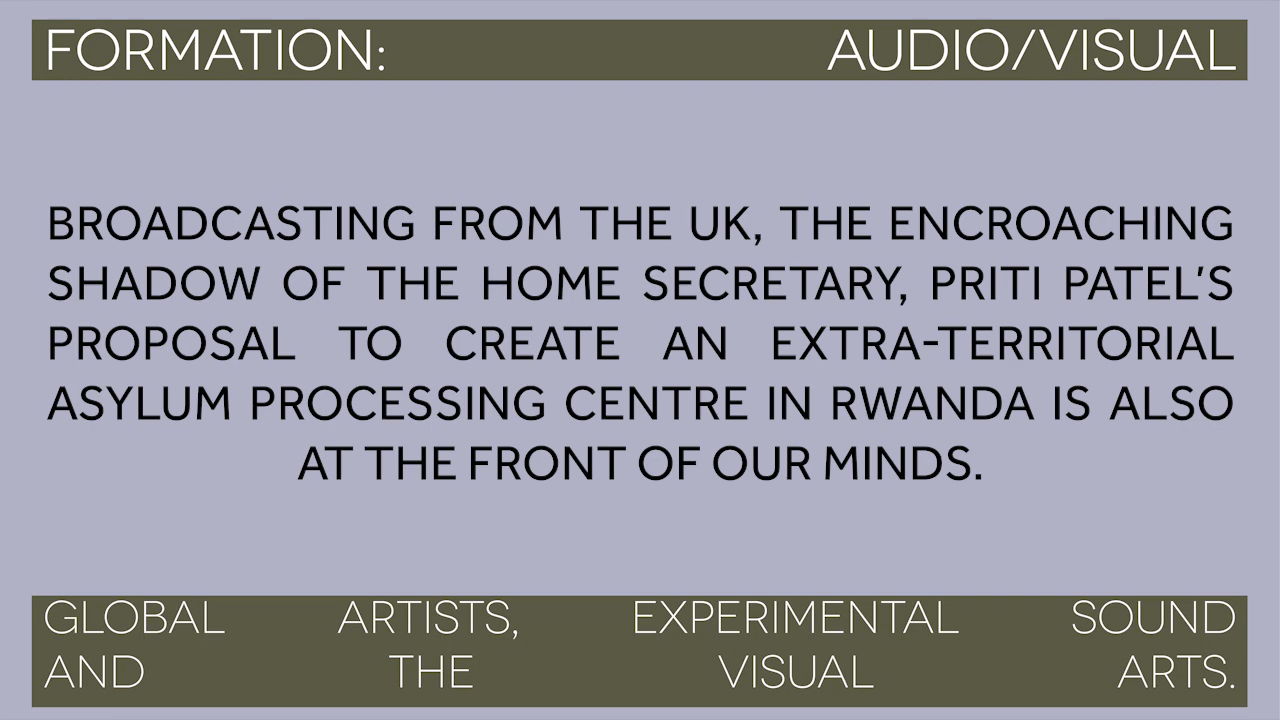 FORMATION: AUDIO/VISUAL
BROADCASTING FROM THE UK, THE ENCROACHING
SHADOW OF THE HOME SECRETARY, PRITI PATEL'S
PROPOSAL TO CREATE AN EXTRA-TERRITORIAL
ASYLUM PROCESSING CENTRE IN RWANDA IS ALSO
AT THE FRONT OF OUR MINDS.
GLOBAL ARTISTS, EXPERIMENTAL SOUND
AND THE VISUAL ARTS.